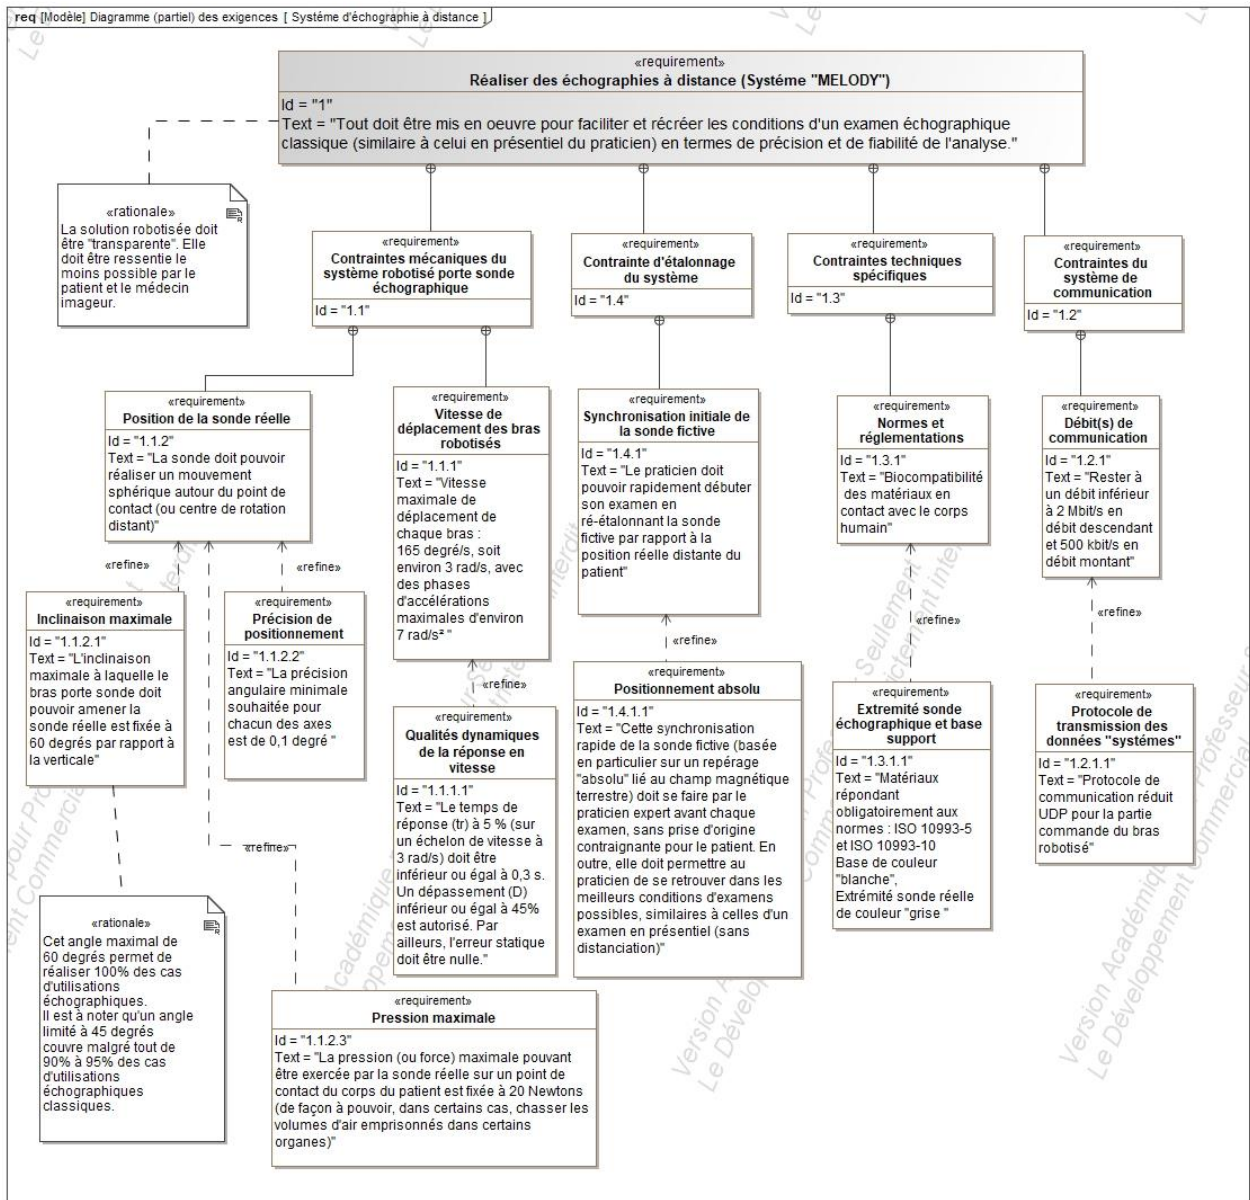 req [Modèle] Diagramme (partiel) des exigences [ Systéme d'échographie à distance ]
«requirement»
Réaliser des échographies à distance (Systéme "MELODY")
Id = "1"
Text = "Tout doit être mis en oeuvre pour faciliter et récréer les conditions d'un examen échographique
classique (similaire à celui en présentiel du praticien) en termes de précision et de fiabilité de l'analyse."
«rationale»
La solution robotisée doit
être "transparente". Elle
doit être ressentie le
moins possible par le
patient et le médecin
imageur.
«requirement»
Contraintes mécaniques du
système robotisé porte sonde
échographique
Id = "1.1"
«requirement»
Contrainte d'étalonnage
du système
Id = "1.4"
«requirement»
Contraintes techniques
spécifiques
Id = "1.3"
«requirement»
Contraintes du
système de
communication
Id = "1.2"
«requirement»
Position de la sonde réelle
Id = "1.1.2"
Text = "La sonde doit pouvoir
réaliser un mouvement
sphérique autour du point de
contact (ou centre de rotation
distant)"
«requirement»
Vitesse de
déplacement des bras
robotisés
Id = "1.1.1"
Text = "Vitesse
maximale de
déplacement de
chaque bras :
165 degré/s, soit
environ 3 rad/s, avec
des phases
d'accélérations
maximales d'environ
7 rad/s² "
«requirement»
Synchronisation initiale de
la sonde fictive
Id = "1.4.1"
Text = "Le praticien doit
pouvoir rapidement débuter
son examen en
ré-étalonnant la sonde
fictive par rapport à la
position réelle distante du
patient"
«requirement»
Normes et
réglementations
Id = "1.3.1"
Text = "Biocompatibilité
des matériaux en
contact avec le corps
humain"
«requirement»
Débit(s) de
communication
Id = "1.2.1"
Text = "Rester à
un débit inférieur
à 2 Mbit/s en
débit descendant
et 500 kbit/s en
débit montant"
«refine»
«refine»
«refine»
«refine»
«refine»
«refine»
«refine»
«requirement»
Inclinaison maximale
Id = "1.1.2.1"
Text = "L'inclinaison
maximale à laquelle le
bras porte sonde doit
pouvoir amener la
sonde réelle est fixée à
60 degrés par rapport à
la verticale"
«requirement»
Précision de
positionnement
Id = "1.1.2.2"
Text = "La précision
angulaire minimale
souhaitée pour
chacun des axes
est de 0,1 degré "
«requirement»
Qualités dynamiques
de la réponse en
vitesse
Id = "1.1.1.1"
Text = "Le temps de
réponse (tr) à 5 % (sur
un échelon de vitesse à
3 rad/s) doit être
inférieur ou égal à 0,3 s.
Un dépassement (D)
inférieur ou égal à 45%
est autorisé. Par
ailleurs, l'erreur statique
doit être nulle."
«requirement»
Positionnement absolu
Id = "1.4.1.1"
Text = "Cette synchronisation
rapide de la sonde fictive (basée
en particulier sur un repérage
"absolu" lié au champ magnétique
terrestre) doit se faire par le
praticien expert avant chaque
examen, sans prise d'origine
contraignante pour le patient. En
outre, elle doit permettre au
praticien de se retrouver dans les
meilleurs conditions d'examens
possibles, similaires à celles d'un
examen en présentiel (sans
distanciation)"
«requirement»
Extremité sonde
échographique et base
support
Id = "1.3.1.1"
Text = "Matériaux
répondant
obligatoirement aux
normes : ISO 10993-5
et ISO 10993-10
Base de couleur
"blanche",
Extrémité sonde réelle
de couleur "grise "
«requirement»
Protocole de
transmission des
données "systémes"
Id = "1.2.1.1"
Text = "Protocole de
communication réduit
UDP pour la partie
commande du bras
robotisé"
«rationale»
Cet angle maximal de
60 degrés permet de
réaliser 100% des cas
d'utilisations
échographiques.
Il est à noter qu'un angle
limité à 45 degrés
couvre malgré tout de
90% à 95% des cas
d'utilisations
échographiques
classiques.
«requirement»
Pression maximale
Id = "1.1.2.3"
Text = "La pression (ou force) maximale pouvant
être exercée par la sonde réelle sur un point de
contact du corps du patient est fixée à 20 Newtons
(de façon à pouvoir, dans certains cas, chasser les
volumes d'air emprisonnés dans certains
organes)"